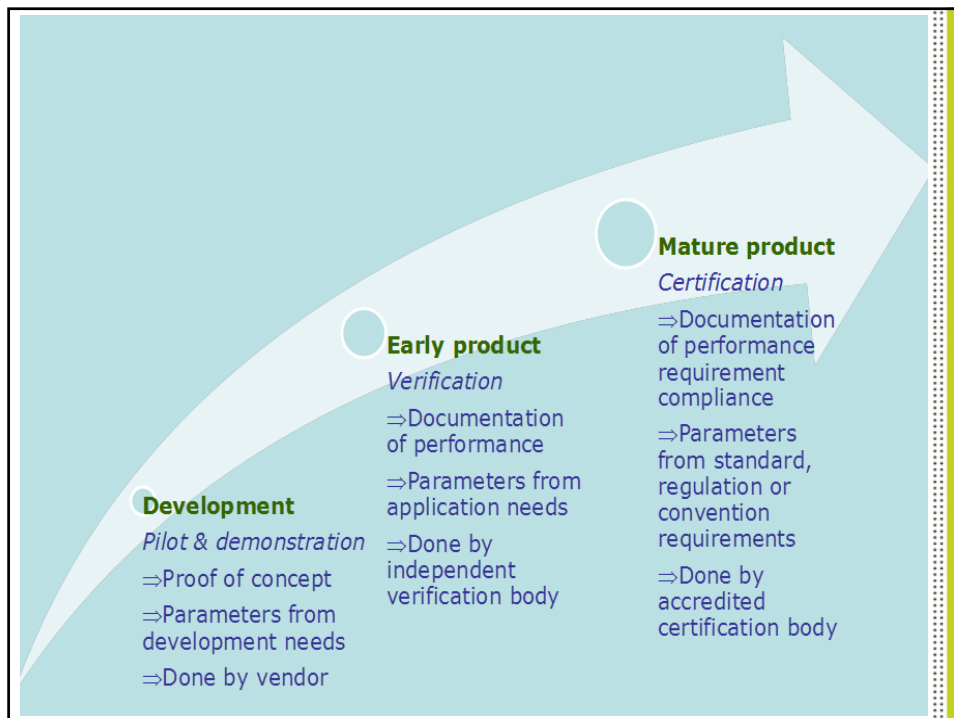 Development
Pilot & demonstration
⇒Proof of concept
⇒Parameters from
development needs
⇒Done by vendor
Early product
Verification
⇒Documentation
of performance
⇒Parameters from
application needs
⇒Done by
independent
verification body
Mature product
Certification
⇒Documentation
of performance
requirement
compliance
⇒Parameters
from standard,
regulation or
convention
requirements
⇒Done by
accredited
certification body